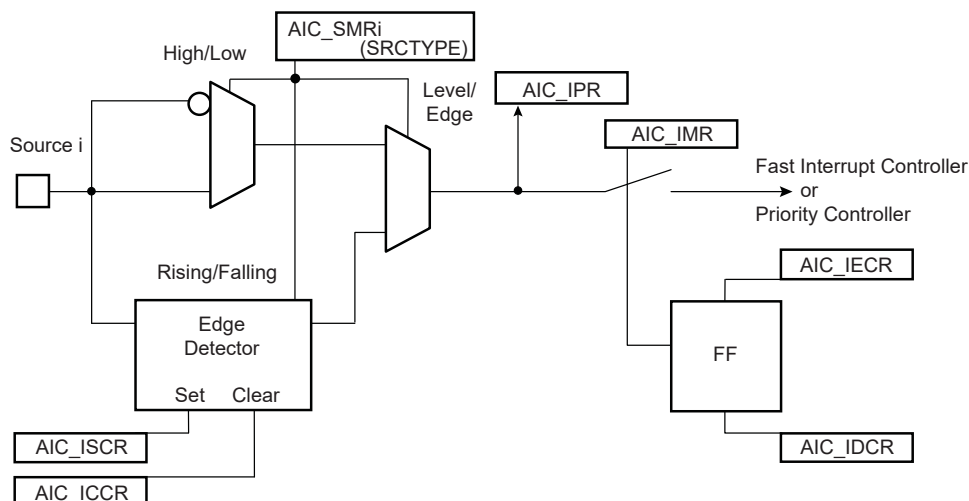 AIC_SMRi
(SRCTYPE)
High/Low
Level/
Edge
AIC_IPR
AIC_IMR
Source i
Fast Interrupt Controller
or
Priority Controller
Rising/Falling
AIC_IECR
Edge
Detector
FF
Set Clear
AIC_ISCR
AIC_IDCR
AIC_ICCR